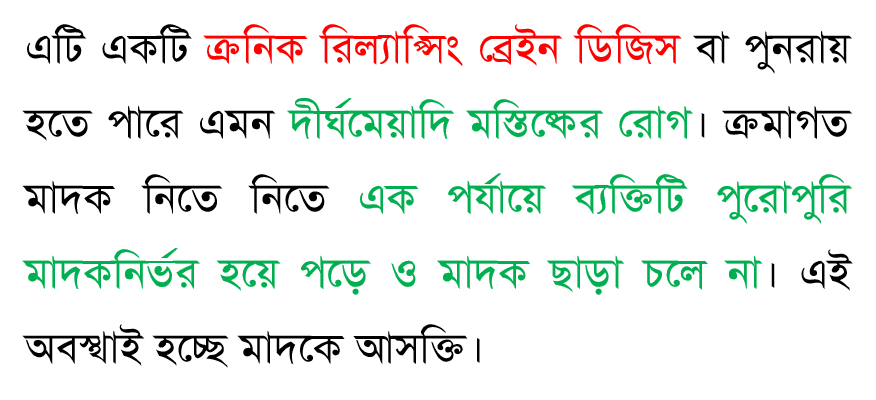 এটি একটি ক্রনিক রিল্যাপ্সিং ব্রেইন ডিজিস বা পুনরায়
হতে পারে এমন দীর্ঘমেয়াদি মস্তিষ্কের রোগ। ক্রমাগত
মাদক নিতে নিতে এক পর্যায়ে ব্যক্তিটি পুরোপুরি
মাদকনির্ভর হয়ে পড়ে ও মাদক ছাড়া চলে না। এই
অবস্থাই হচ্ছে মাদকে আসক্তি।